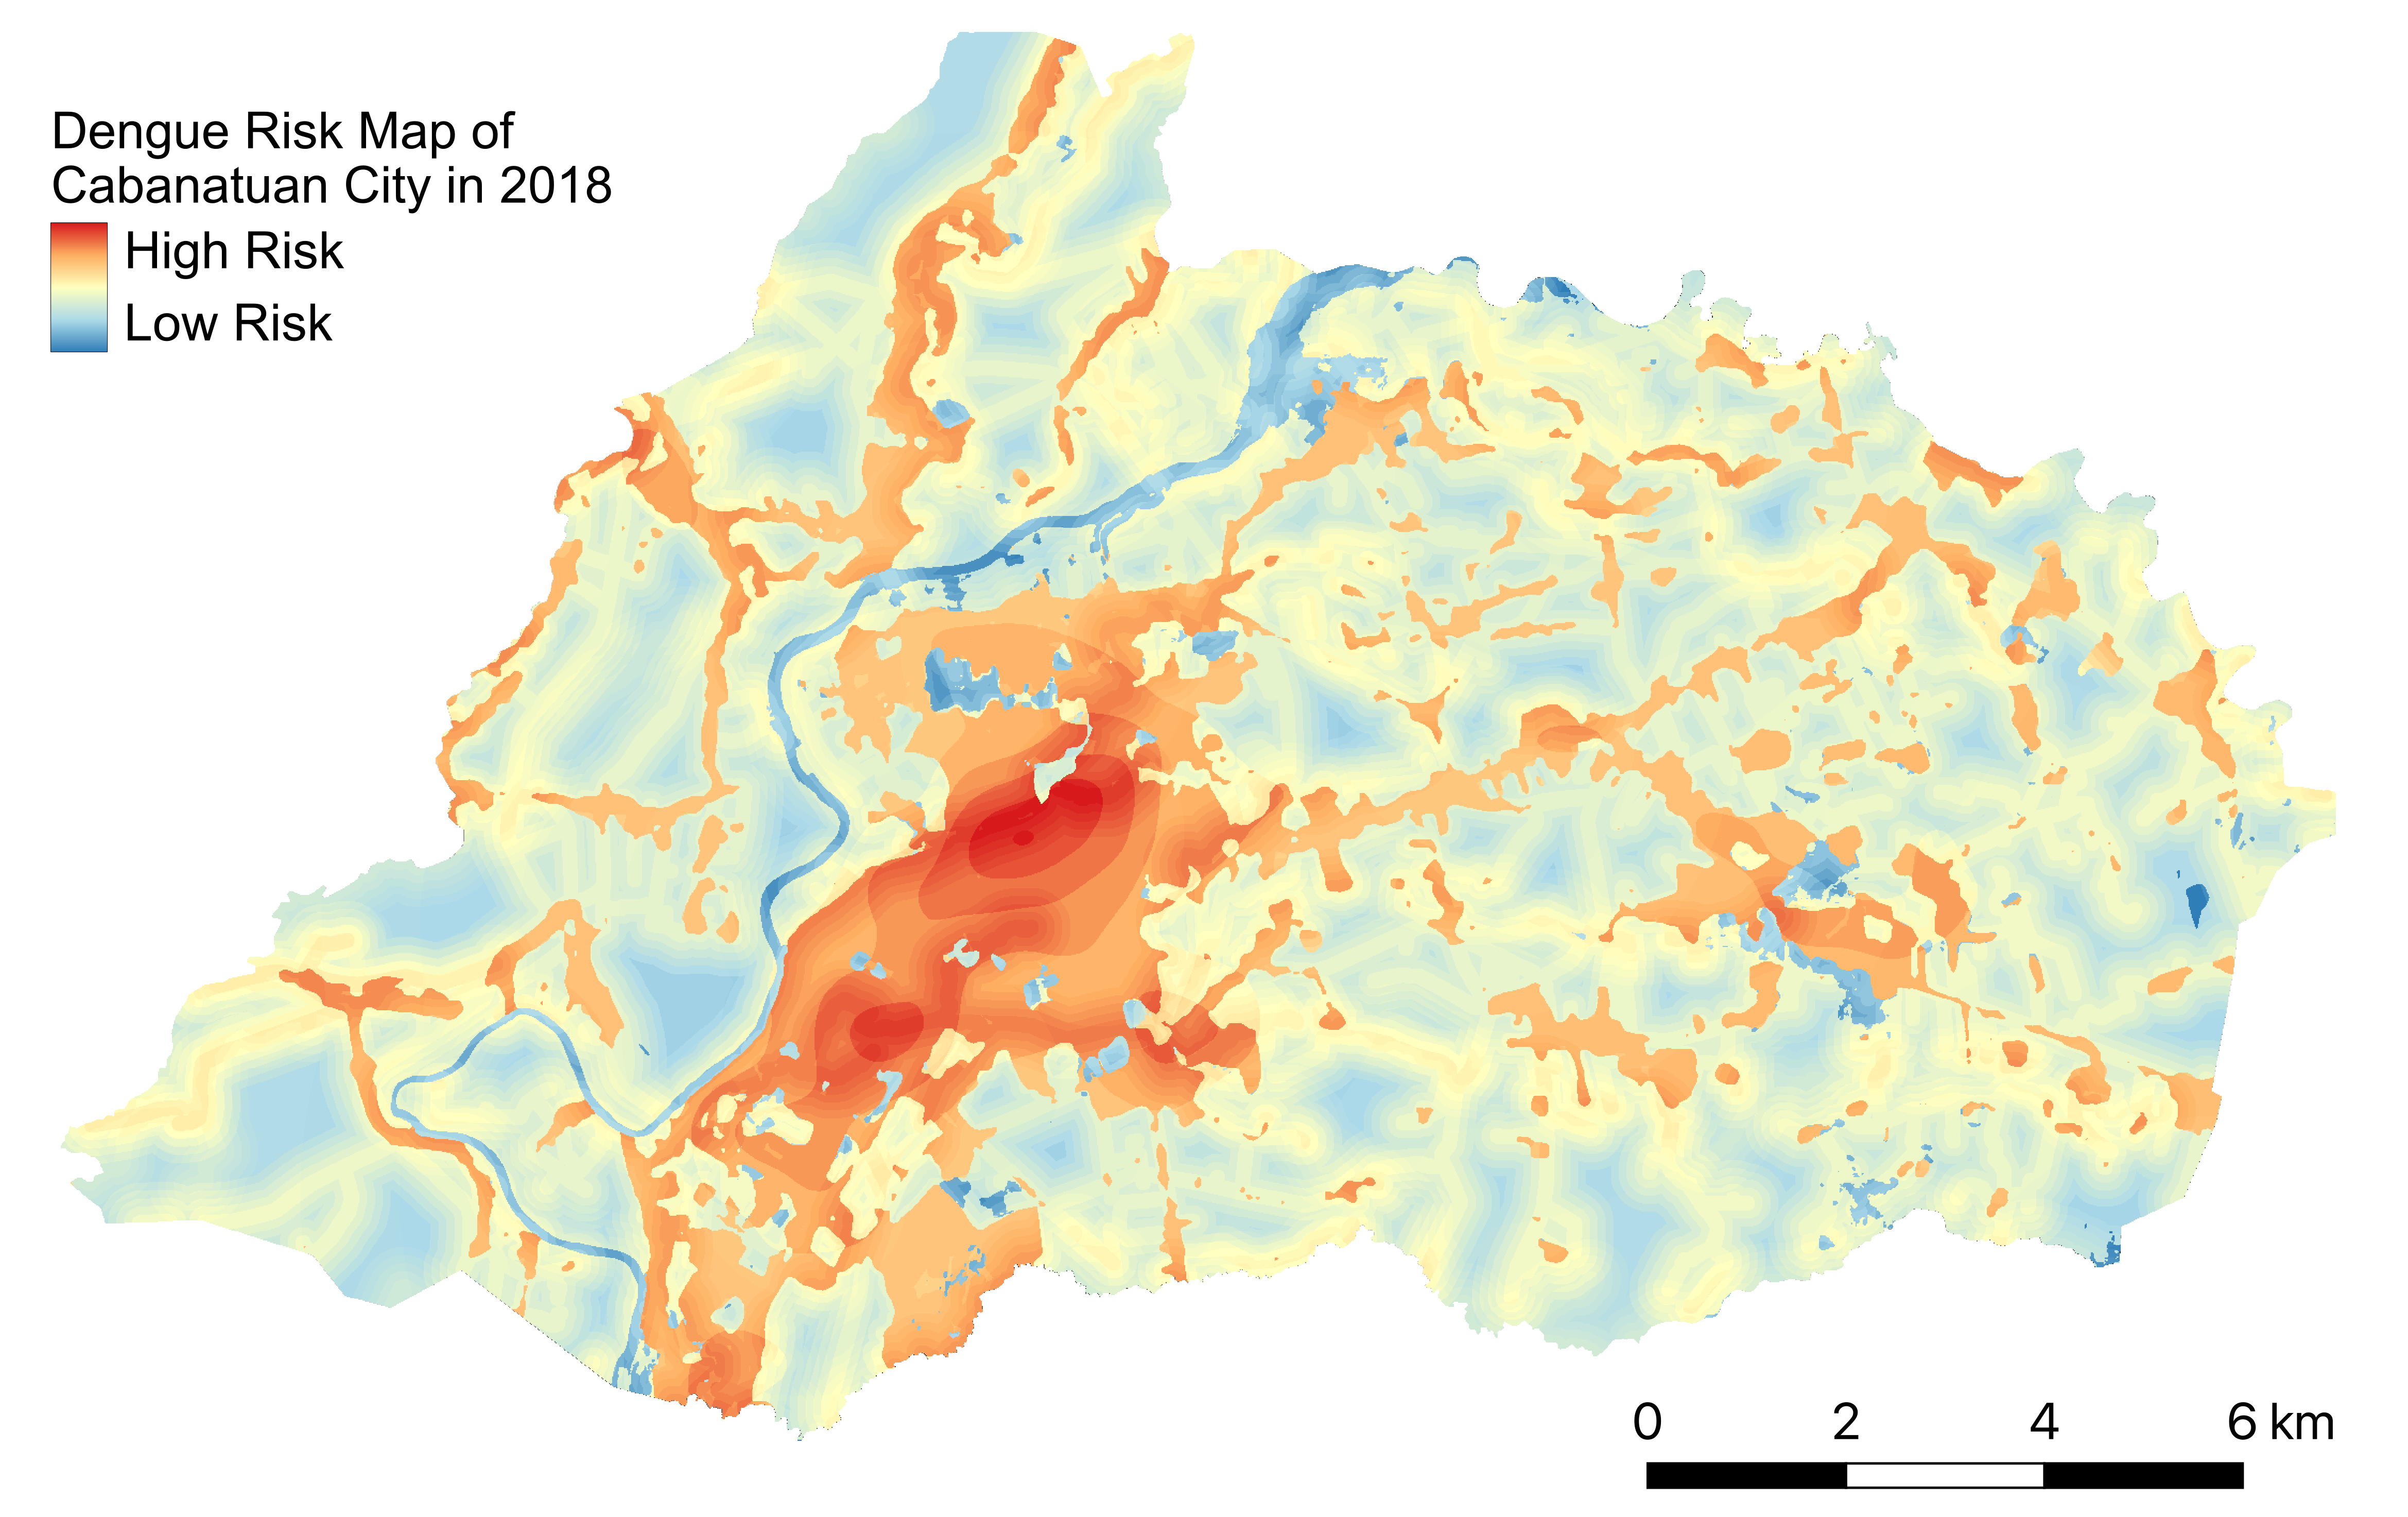 Dengue Risk Map of
Cabanatuan City in 2018
High Risk
Low Risk
0 2 4 6 km